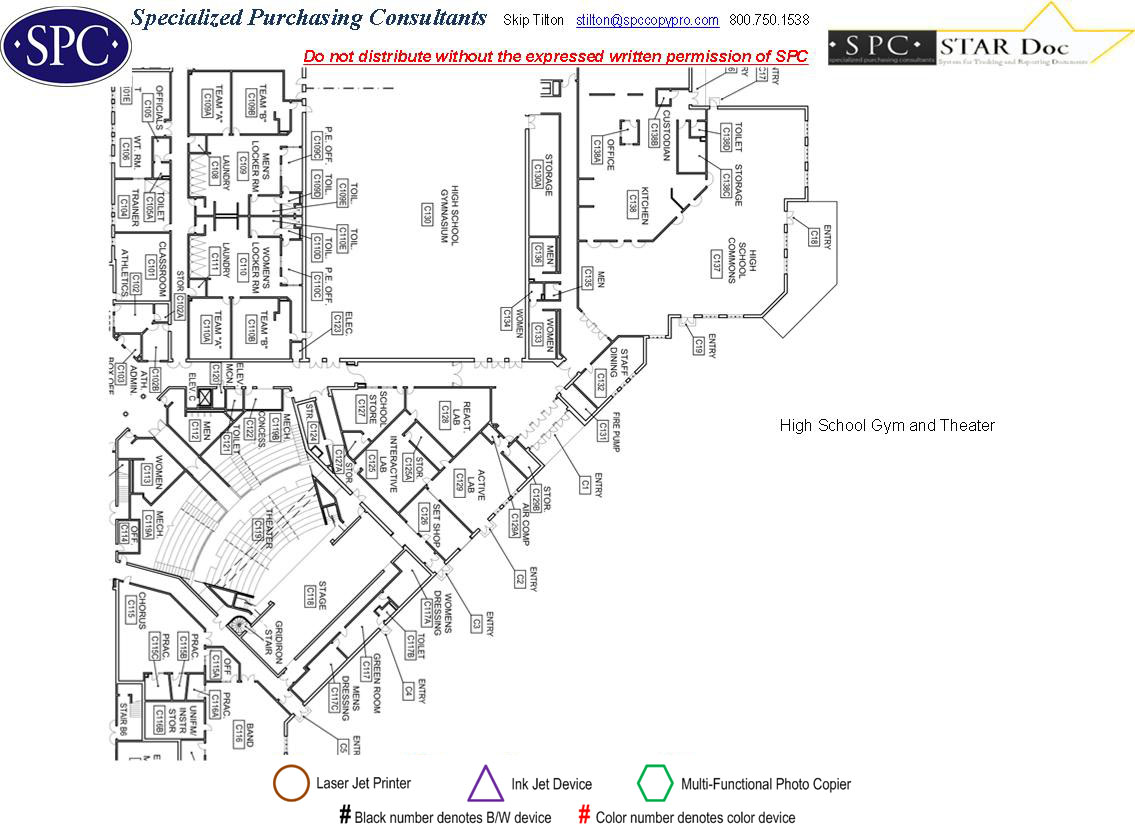 SPC
Specialized Purchasing Consultants Skip Tilton stilton@spccopypro.com 800.750.1538
Do not distribute without the expressed written permission of SPC
· SPC · STAR Doc
specialized purchasing consultants System for Tracking and Reporting Documents
OFFICIALS
C105
WT. RM.
C106
TRAINER
C104
TOILET
C105A
CLASSROOM
C101
ATHLETICS
C102
STOR
C102A
C102B
ATH.
ADMIN.
C103
TEAM "A"
C109A
TEAM "B"
C109B
MEN'S
LOCKER RM
C109
LAUNDRY
C108
P.E. OFF.
C109C
TOIL.
C109D
TOIL.
C109E
TOIL.
C110E
TOIL.
C110D
P.E. OFF.
C110C
WOMEN'S
LOCKER RM
C110
LAUNDRY
C111
TEAM "A"
C110A
TEAM "B"
C110B
ELEC.
C123
HIGH SCHOOL
GYMNASIUM
C130
STORAGE
C130A
MEN
C136
MEN
C135
WOMEN
C134
WOMEN
C133
OFFICE
C138A
CUSTODIAN
C138B
TOILET
C138D
STORAGE
C138C
KITCHEN
C138
HIGH
SCHOOL
COMMONS
C137
ENTRY
C17
ENTRY
C18
ENTRY
C19
STAFF
DINING
C132
FIRE PUMP
C131
ENTRY
C1
ENTRY
C2
ENTRY
C3
ENTRY
C4
C5
ELEV. C
ELEV.
MCN.
C120
MEN
C112
TOILET
C121
CONCESS.
C122
MECH.
C119B
STR.
C124
SCHOOL
STORE
C127
STOR
C127A
REACT.
LAB
C128
INTERACTIVE
LAB
C125
STOR
C125A
ACTIVE
LAB
C129
STOR
C129B
AIR COMP
C129A
SET SHOP
C126
WOMEN
C113
MECH.
C119A
OFF.
C114
THEATER
C119
STAGE
C118
GRIDIRON
STAIR
WOMENS
DRESSING
C117A
TOILET
C117B
GREEN ROOM
C117
MENS
DRESSING
C117C
CHORUS
C115
PRAC.
C115C
PRAC.
C115B
OFF
C115A
PRAC.
C116A
UNIFM/
INSTR
STOR
C116B
BAND
C116
STAIR B6
High School Gym and Theater
Laser Jet Printer Ink Jet Device Multi-Functional Photo Copier
# Black number denotes B/W device # Color number denotes color device